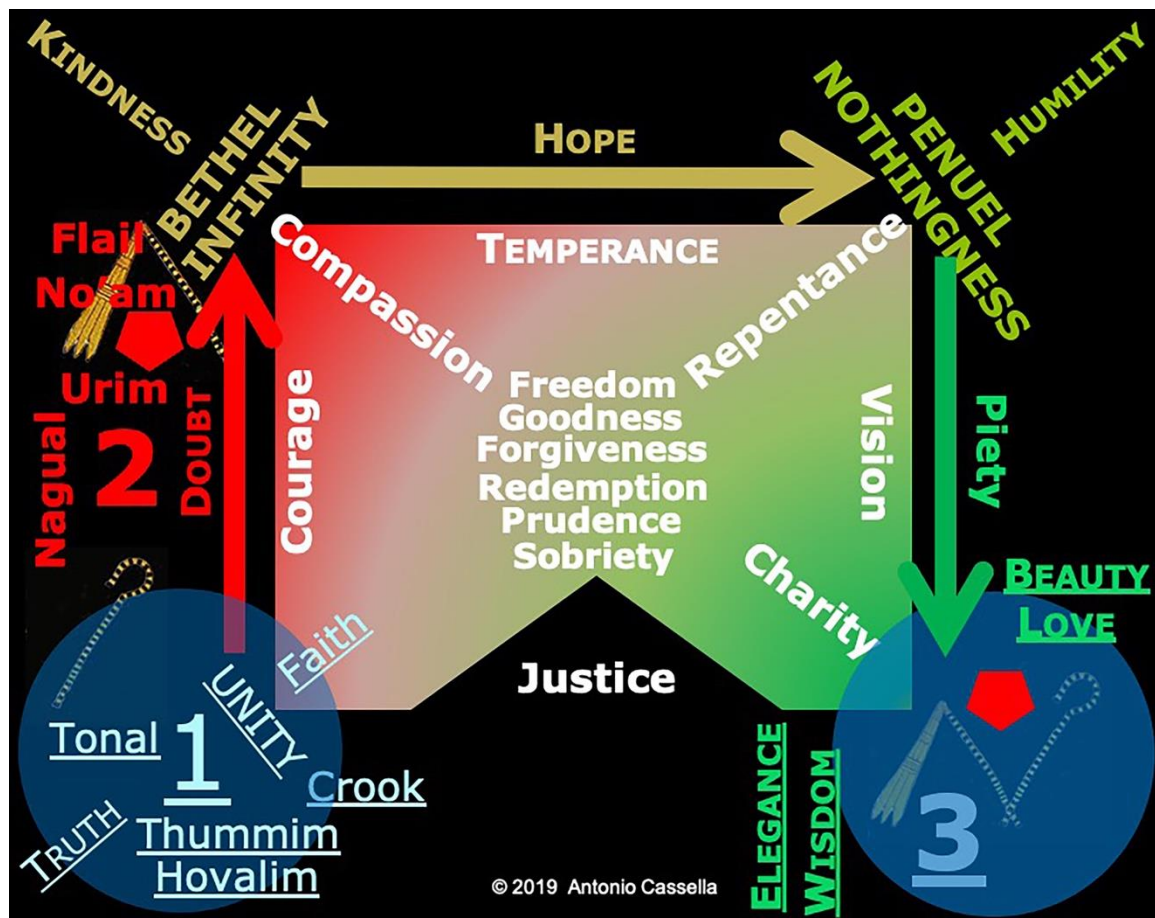 KINDNESS
BETHEL
INFINITY
HOPE
PENUEL
NOTHINGNESS
HUMILITY
Flail
No'am
Urim
Nagual
2
DOUBT
Compassion
TEMPERANCE
Repentance
Courage
Freedom
Goodness
Forgiveness
Redemption
Prudence
Sobriety
Vision
Piety
Charity
Justice
BEAUTY
LOVE
Faith
UNITY
Tonal
1
Crook
TRUTH
Thummim
Hovalim
ELEGANCE
WISDOM
3
© 2019 Antonio Cassella